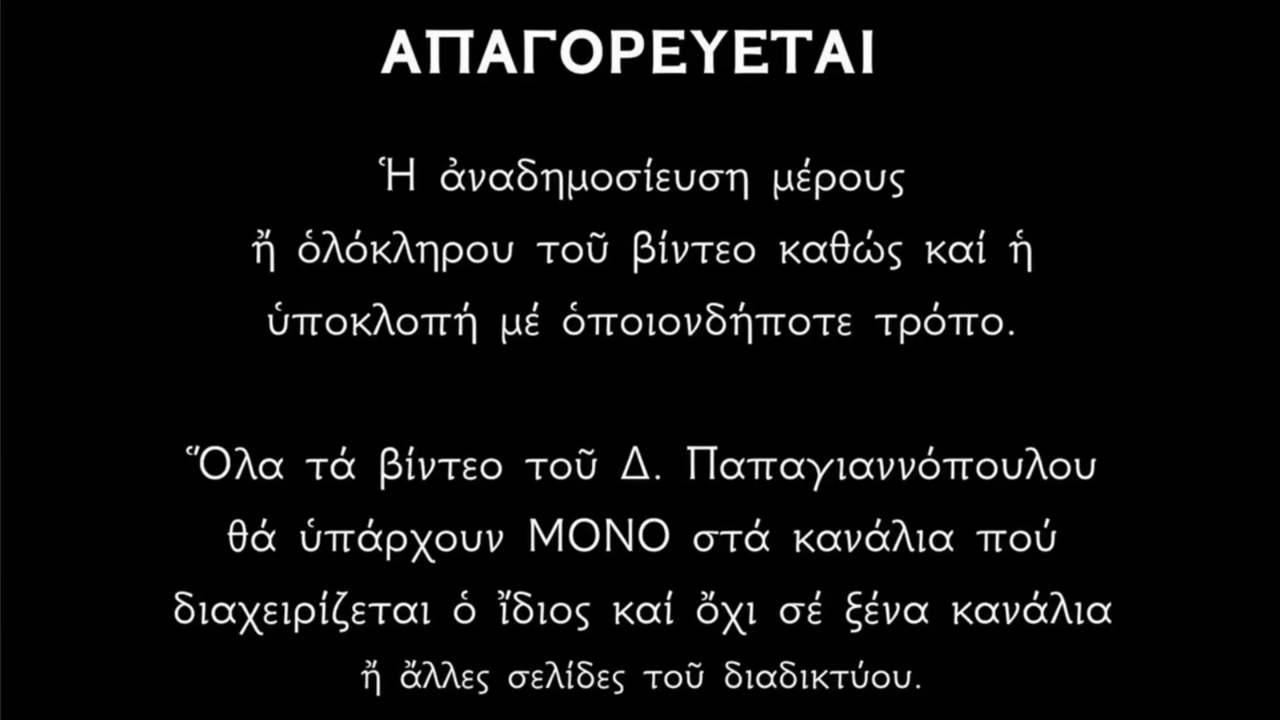 ΑΠΑΓΟΡΕΥΕΤΑΙ
Ἡ ἀναδημοσίευση μέρους
ἤ ὁλόκληρου τοῦ βίντεο καθώς καί ἡ
ὑποκλοπή μέ ὁποιονδήποτε τρόπο.
Ὅλα τά βίντεο τοῦ Δ. Παπαγιαννόπουλου
θά ὑπάρχουν ΜΟΝΟ στά κανάλια πού
διαχειρίζεται ὁ ἴδιος καί ὄχι σέ ξένα κανάλια
ἤ ἄλλες σελίδες τοῦ διαδικτύου.